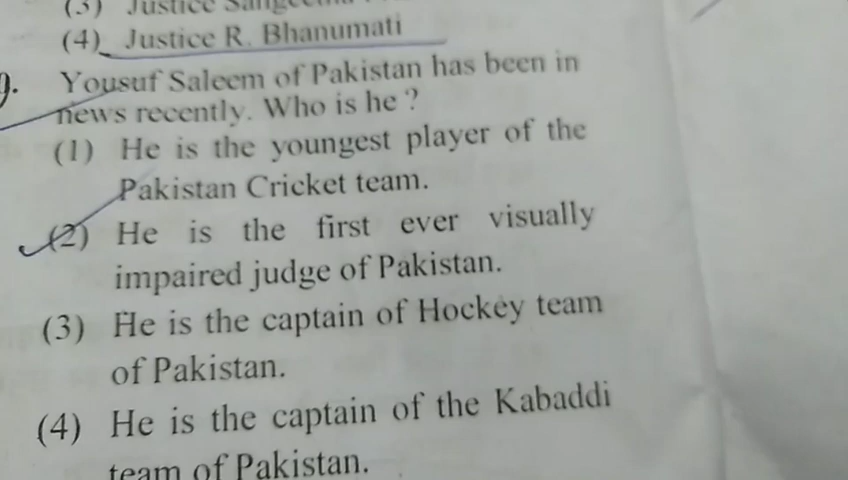 (3) Justice
(4) Justice R. Bhanumati
9. Yousuf Saleem of Pakistan has been in
news recently. Who is he ?
(1) He is the youngest player of the
Pakistan Cricket team.
(2) He is the first ever visually
impaired judge of Pakistan.
(3) He is the captain of Hockey team
of Pakistan.
(4) He is the captain of the Kabaddi
team of Pakistan.